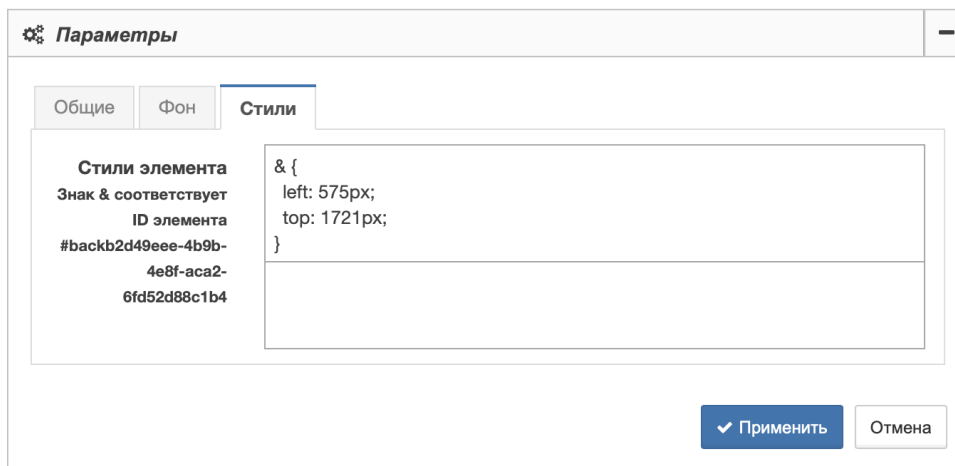 Параметры
Общие
Фон
Стили
Стили элемента
Знак & соответствует
ID элемента
#backb2d49eee-4b9b-
4e8f-aca2-
6fd52d88c1b4
& {
left: 575px;
top: 1721px;
}
Применить
Отмена